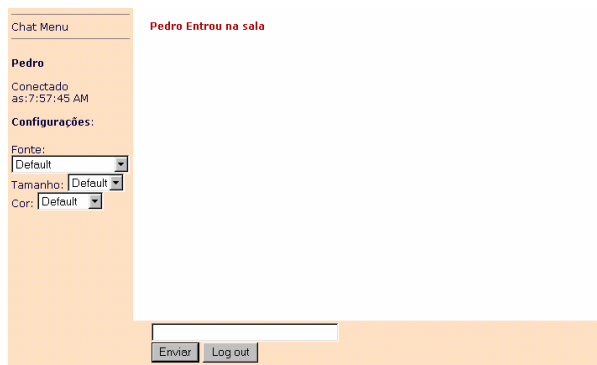 Chat Menu
Pedro
Conectado
as:7:57:45 AM
Configurações:
Fonte:
Default
Tamanho: Default
Cor: Default
Pedro Entrou na sala
Enviar Log out